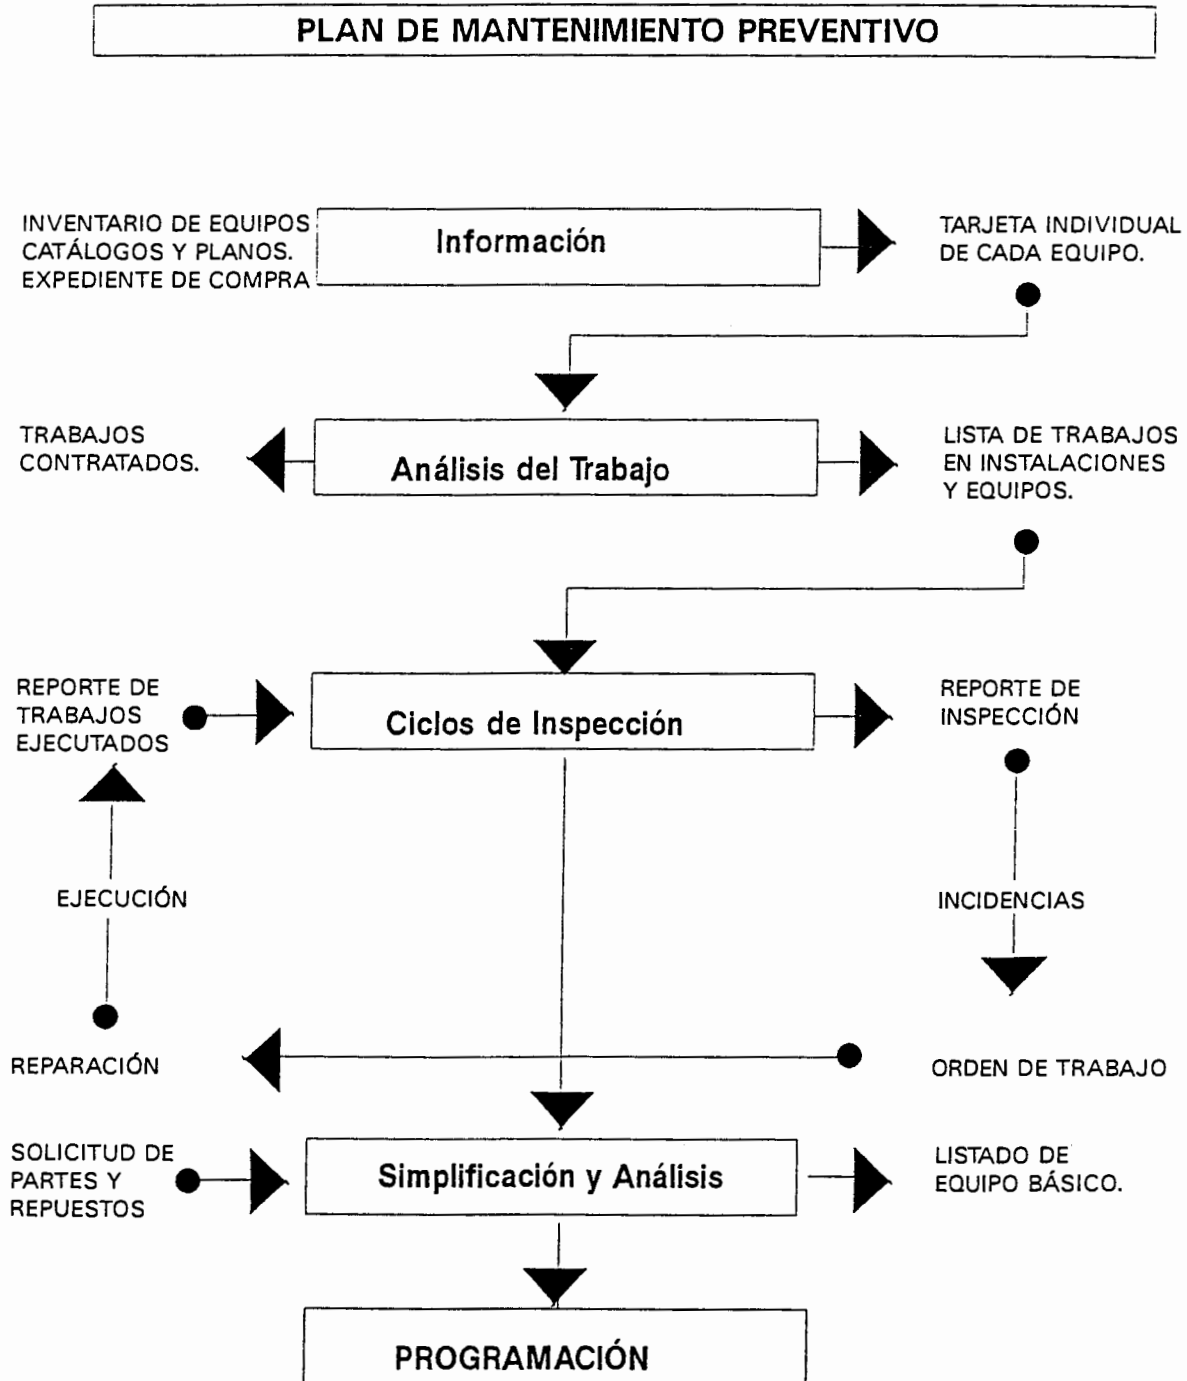 PLAN DE MANTENIMIENTO PREVENTIVO
INVENTARIO DE EQUIPOS
CATÁLOGOS Y PLANOS.
EXPEDIENTE DE COMPRA
Información
TARJETA INDIVIDUAL
DE CADA EQUIPO.
TRABAJOS
CONTRATADOS.
Análisis del Trabajo
LISTA DE TRABAJOS
EN INSTALACIONES
Y EQUIPOS.
REPORTE DE
TRABAJOS
EJECUTADOS
Ciclos de Inspección
REPORTE DE
INSPECCIÓN
EJECUCIÓN
INCIDENCIAS
REPARACIÓN
ORDEN DE TRABAJO
SOLICITUD DE
PARTES Y
REPUESTOS
Simplificación y Análisis
LISTADO DE
EQUIPO BÁSICO.
PROGRAMACIÓN